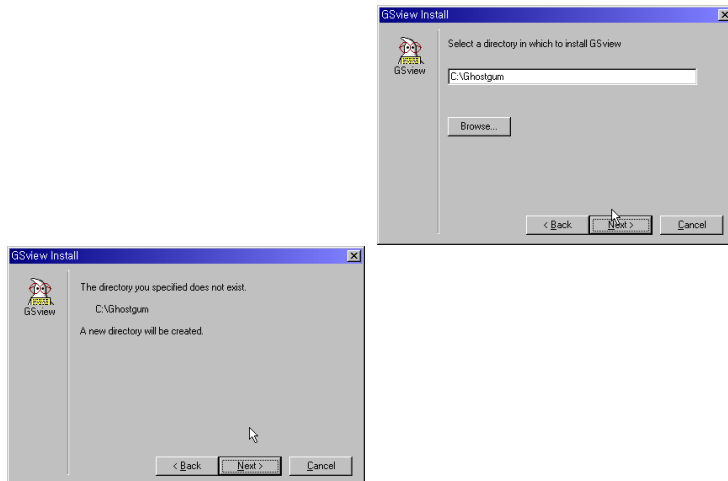 GSview Install
Select a directory in which to install GSview
GSview
C:\Ghostgum
Browse...
< Back
Next >
Cancel
GSview Install
The directory you specified does not exist.
GSview
C:\Ghostgum
A new directory will be created.
< Back
Next >
Cancel